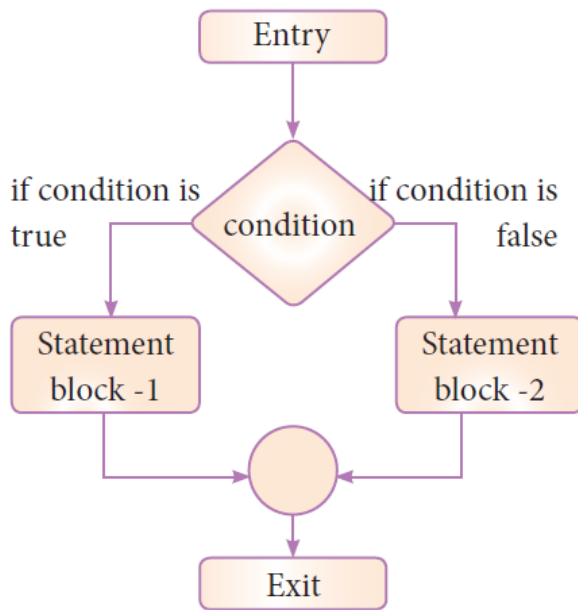 Entry
if condition is
true
condition
if condition is
false
Statement
block -1
Statement
block -2
Exit